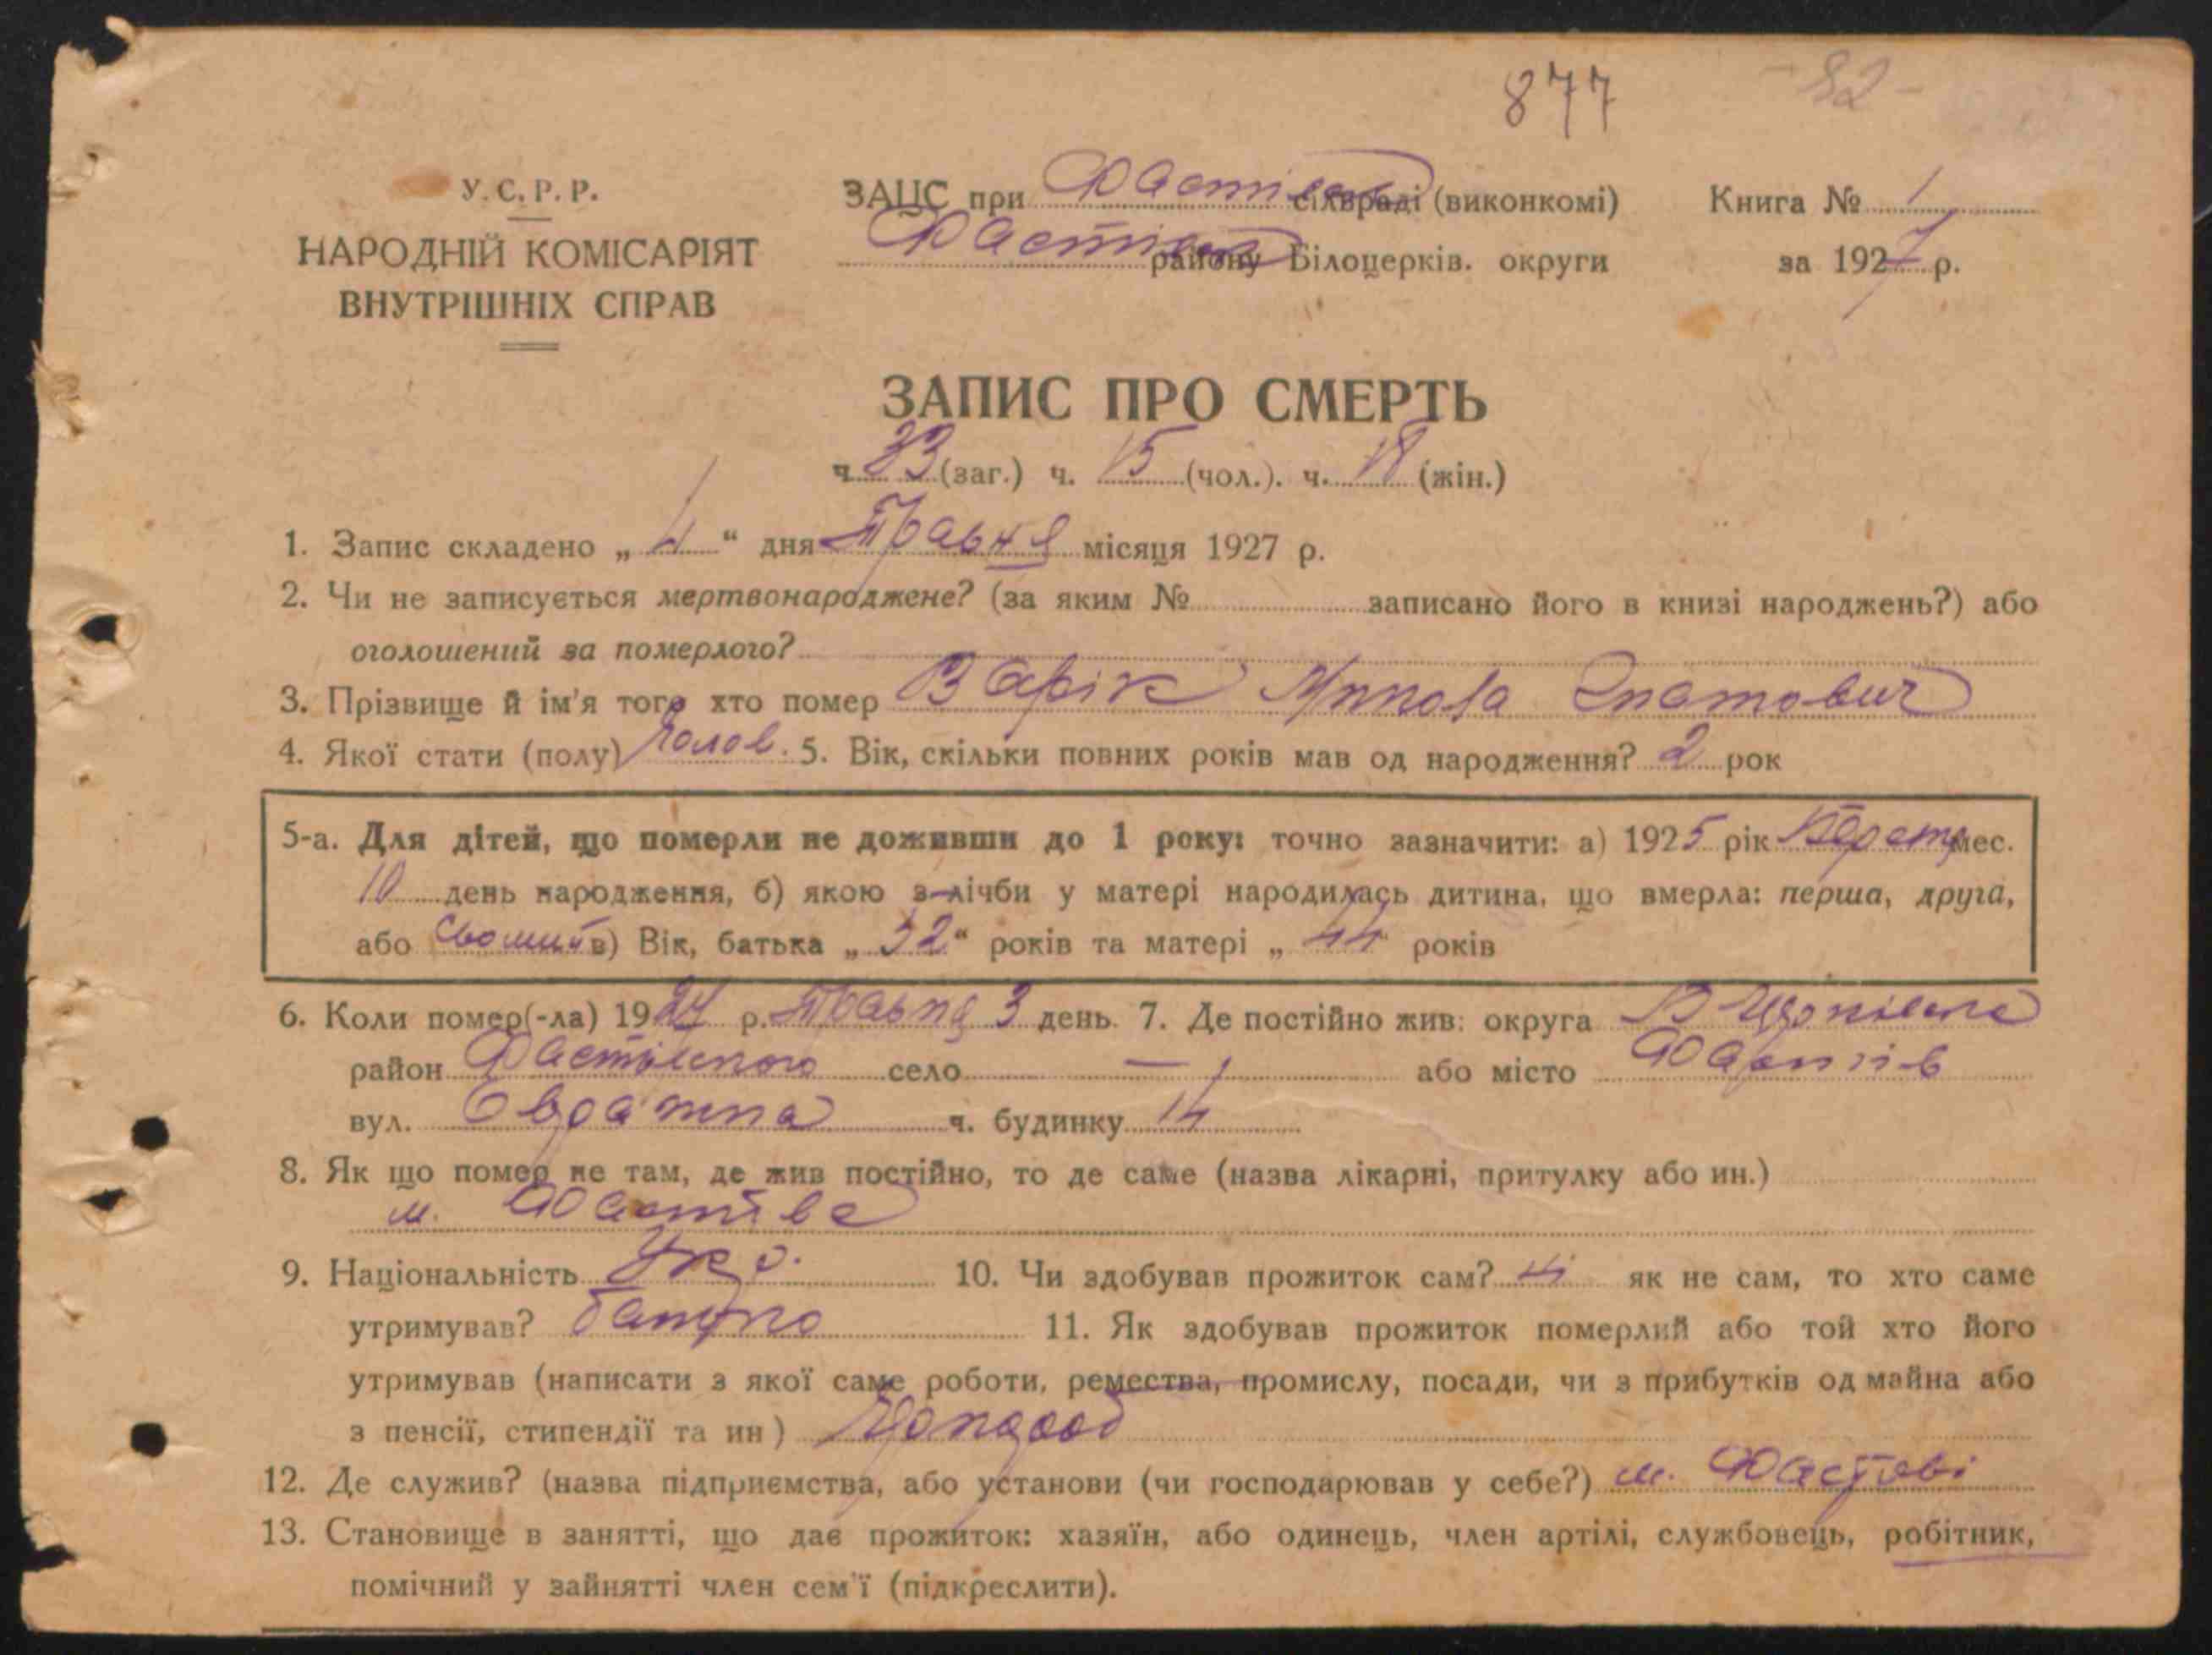 877 -82-
У.С.Р.Р. ЗАЦС при Фастівськ сільраді (виконкомі) Книга № 1
НАРОДНІЙ КОМІСАРІЯТ Фастівськ району Білоцерків. округи за 1927 р.
ВНУТРІШНІХ СПРАВ
ЗАПИС ПРО СМЕРТЬ
ч. 33 (заг.) ч. 15 (чол.). ч. 18 (жін.)
1. Запис складено „ 4 “ дня Травня місяця 1927 р.
2. Чи не записується мертвонароджене? (за яким № записано його в книзі народжень?) або
оголошений за померлого?
3. Прізвище й ім'я того хто помер Зарік Микола
4. Якої стати (полу) Чолов. 5. Вік, скільки повних років мав од народження? 2 рок
5-а. Для дітей, що померли не доживши до 1 року: точно зазначити: а) 1925 рік мес.
10 день народження, б) якою з лічби у матері народилась дитина, що вмерла: перша, друга,
або в) Вік, батька „ 52 “ років та матері „ 44 “ років
6. Коли помер(-ла) 1927 р. Травня 3 день. 7. Де постійно жив: округа
район Фастівського село — або місто Фастів
вул. Овражна ч. будинку 14
8. Як що помер не там, де жив постійно, то де саме (назва лікарні, притулку або ин.)
м. Фастові
9. Національність Укр. 10. Чи здобував прожиток сам? ні як не сам, то хто саме
утримував? батько 11. Як здобував прожиток померлий або той хто його
утримував (написати з якої саме роботи, ремества, промислу, посади, чи з прибутків од майна або
з пенсії, стипендії та ин)
12. Де служив? (назва підприємства, або установи (чи господарював у себе?) м. Фастові
13. Становище в занятті, що дає прожиток: хазяїн, або одинець, член артілі, службовець, робітник,
помічний у зайнятті член сем'ї (підкреслити).